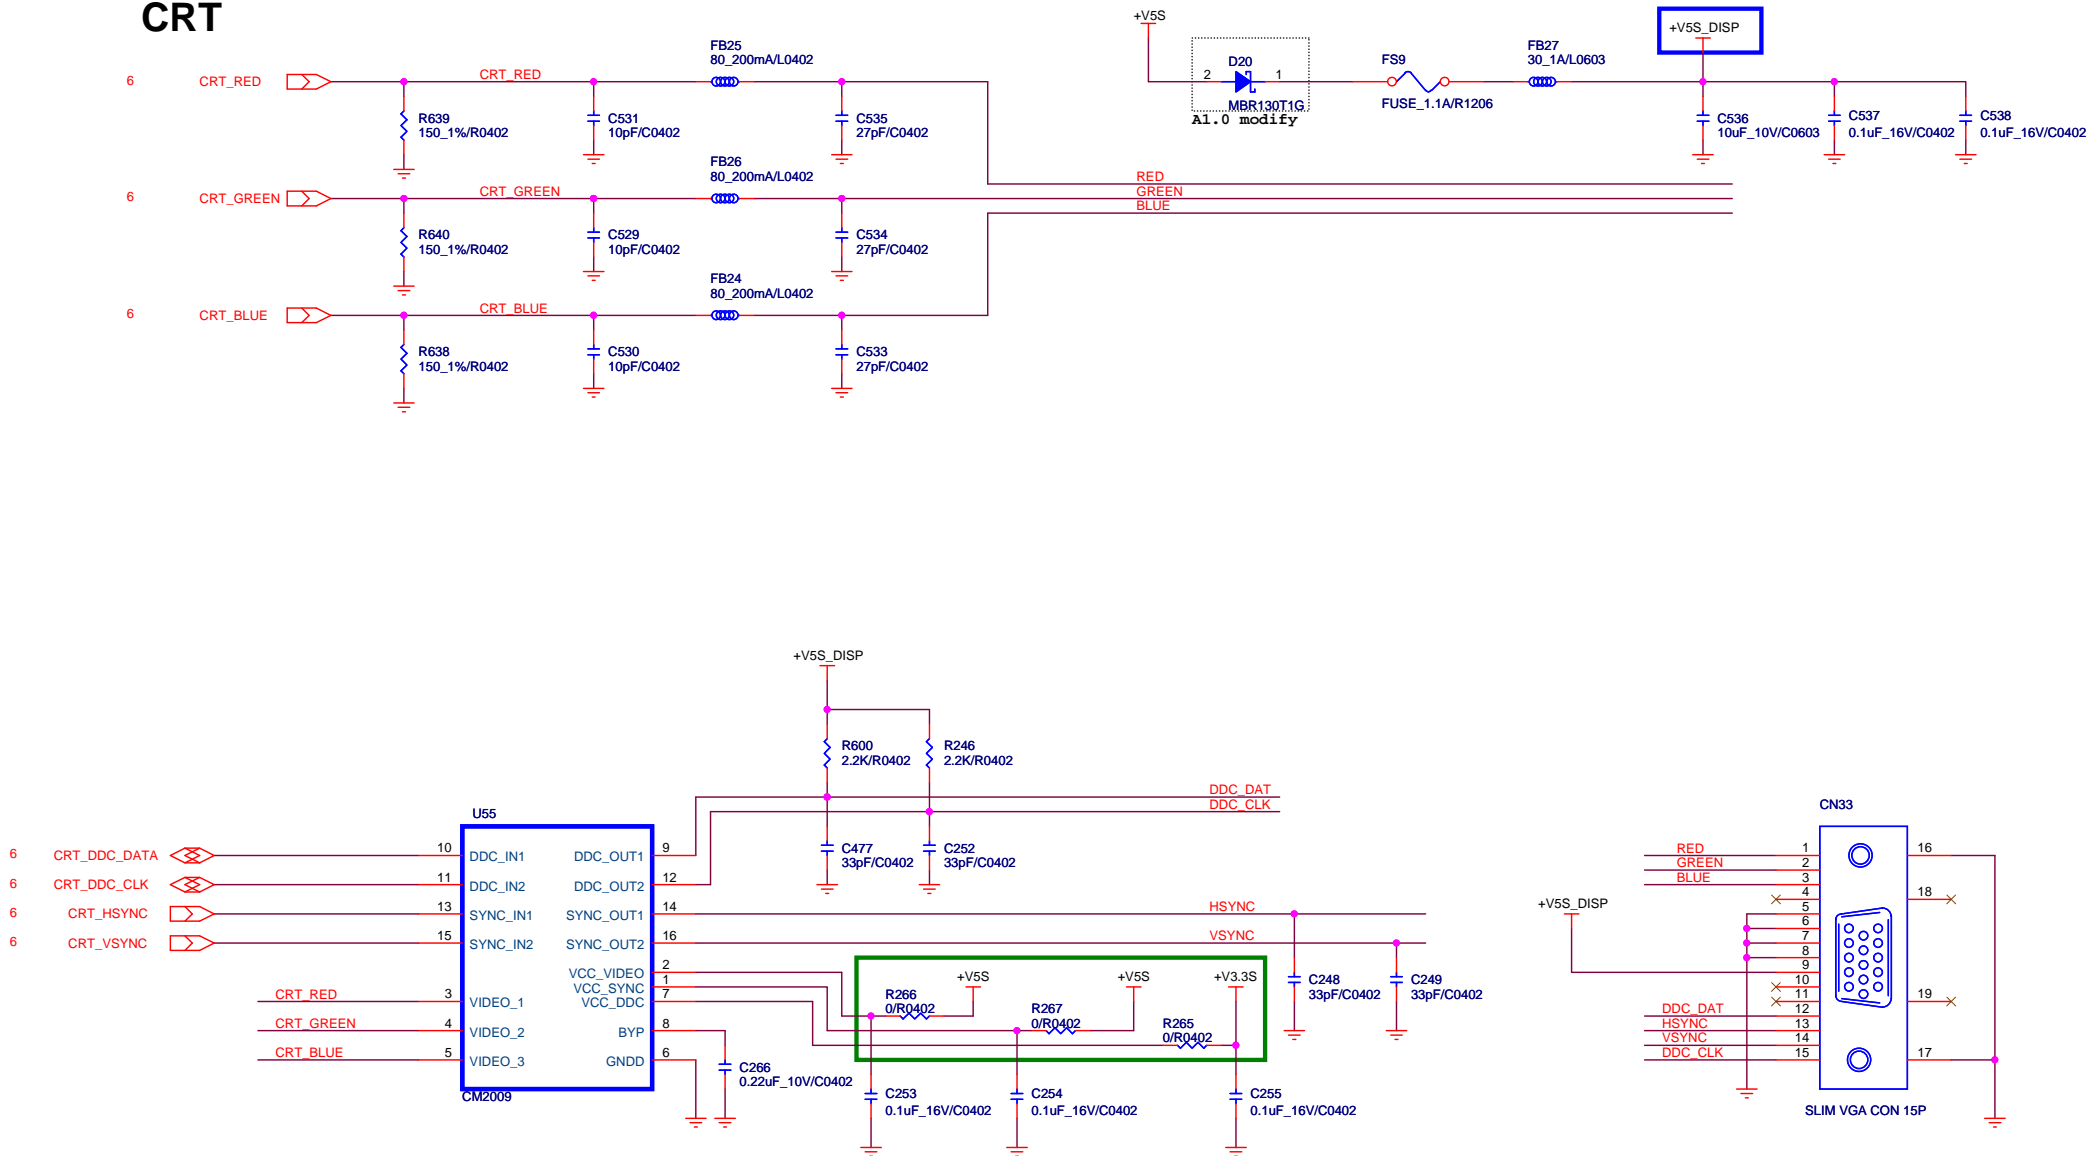 CRT
6 CRT_RED CRT_RED
FB25
80_200mA/L0402
R639
150_1%/R0402
C531
10pF/C0402
C535
27pF/C0402
+V5S
2 D20 1
MBR130T1G
A1.0 modify
FS9
FUSE_1.1A/R1206
FB27
30_1A/L0603
+V5S_DISP
C536
10uF_10V/C0603
C537
0.1uF_16V/C0402
C538
0.1uF_16V/C0402
FB26
80_200mA/L0402
6 CRT_GREEN CRT_GREEN
RED
GREEN
BLUE
R640
150_1%/R0402
C529
10pF/C0402
C534
27pF/C0402
FB24
80_200mA/L0402
6 CRT_BLUE CRT_BLUE
R638
150_1%/R0402
C530
10pF/C0402
C533
27pF/C0402
+V5S_DISP
R600
2.2K/R0402
R246
2.2K/R0402
DDC_DAT
DDC_CLK
C477
33pF/C0402
C252
33pF/C0402
U55
6 CRT_DDC_DATA 10 DDC_IN1 DDC_OUT1 9
6 CRT_DDC_CLK 11 DDC_IN2 DDC_OUT2 12
6 CRT_HSYNC 13 SYNC_IN1 SYNC_OUT1 14 HSYNC
6 CRT_VSYNC 15 SYNC_IN2 SYNC_OUT2 16 VSYNC
VCC_VIDEO 2
VCC_SYNC 1
CRT_RED 3 VIDEO_1 VCC_DDC 7
CRT_GREEN 4 VIDEO_2 BYP 8
CRT_BLUE 5 VIDEO_3 GNDD 6
CM2009
C266
0.22uF_10V/C0402
+V5S
+V5S
+V3.3S
R266
0/R0402
R267
0/R0402
R265
0/R0402
C253
0.1uF_16V/C0402
C254
0.1uF_16V/C0402
C255
0.1uF_16V/C0402
C248
33pF/C0402
C249
33pF/C0402
CN33
RED 1 16
GREEN 2
BLUE 3
4 18
+V5S_DISP
5
6
7
8
9
10
11 19
DDC_DAT 12
HSYNC 13
VSYNC 14
DDC_CLK 15 17
SLIM VGA CON 15P